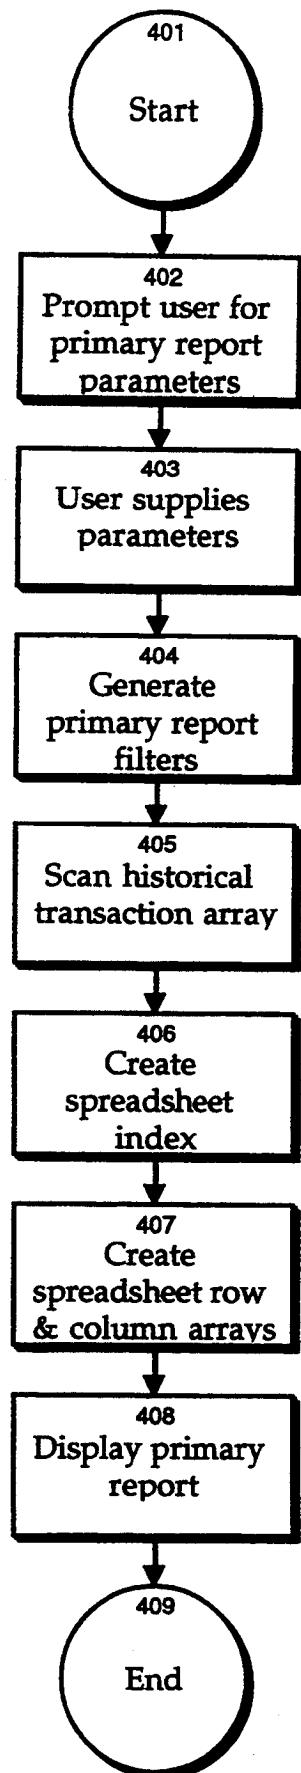 401
Start
402
Prompt user for
primary report
parameters
403
User supplies
parameters
404
Generate
primary report
filters
405
Scan historical
transaction array
406
Create
spreadsheet
index
407
Create
spreadsheet row
& column arrays
408
Display primary
report
409
End